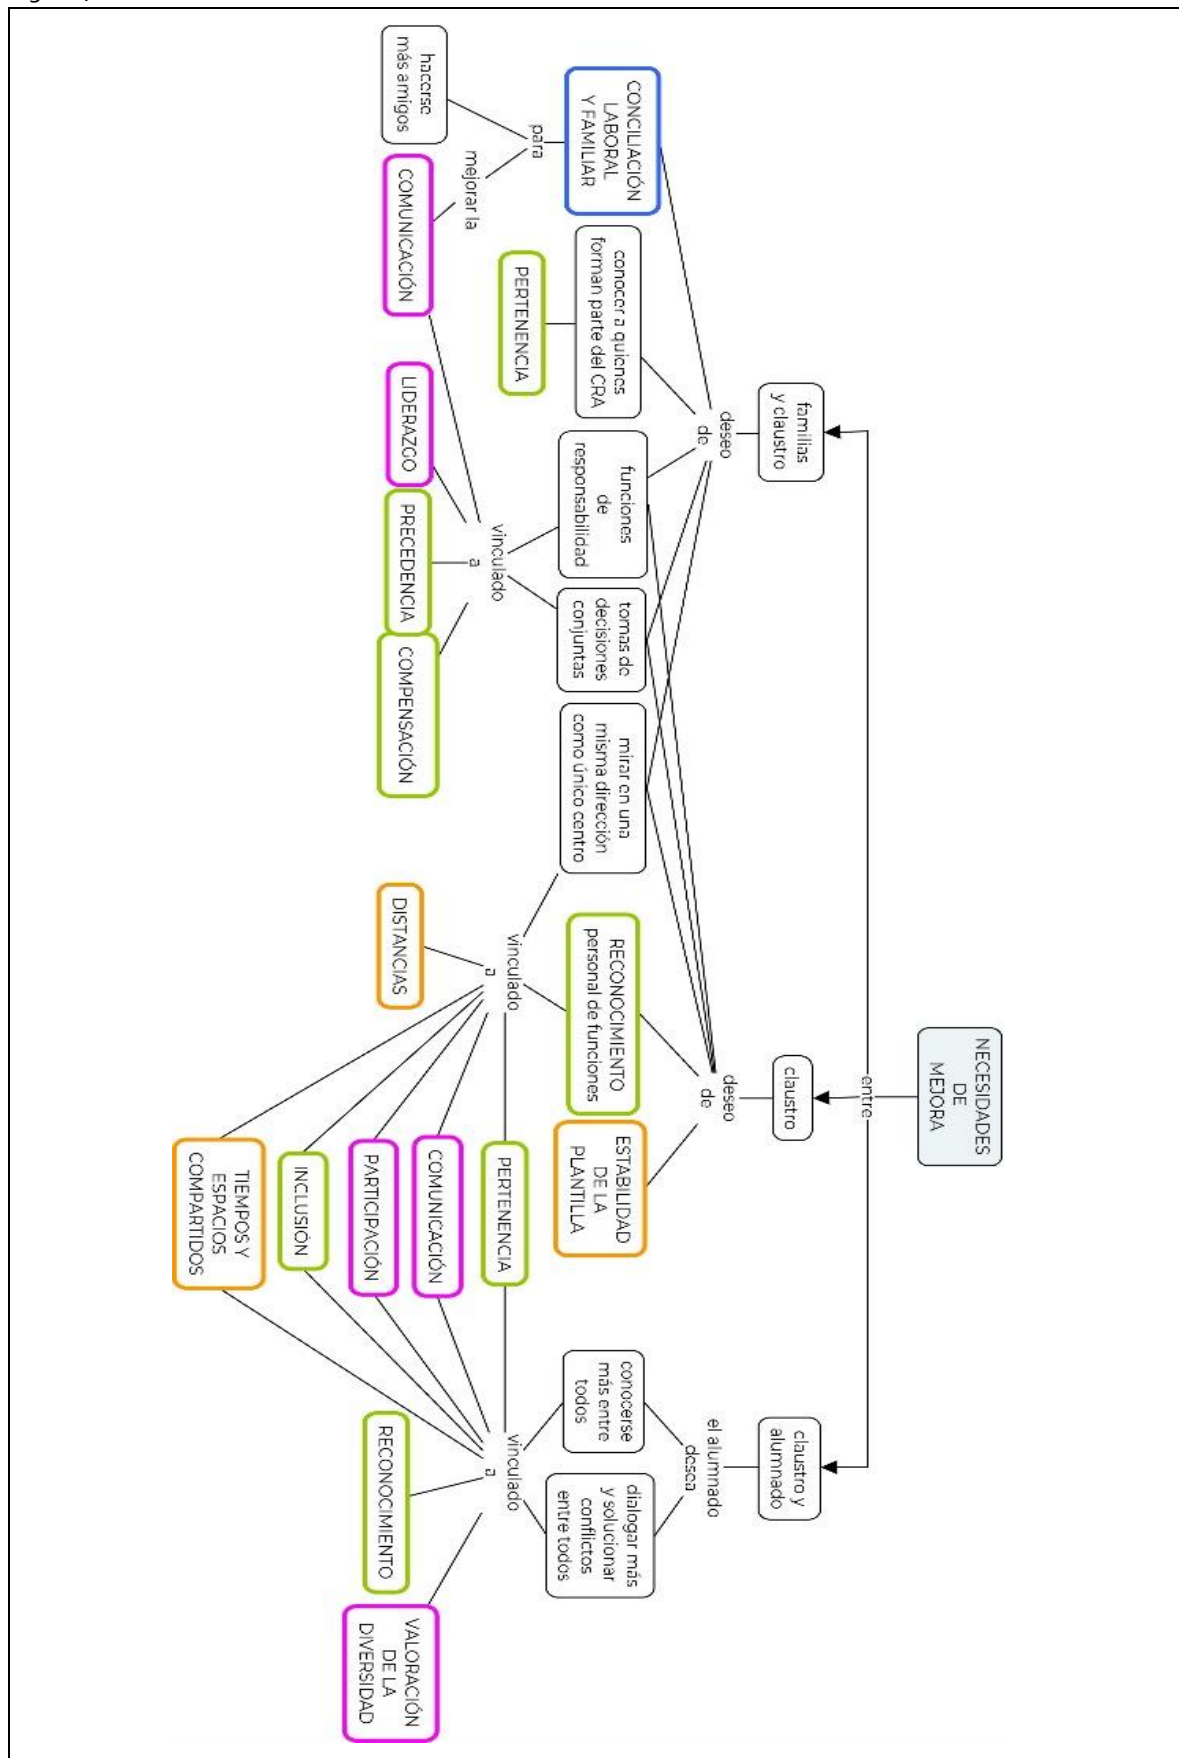 NECESIDADES
DE
MEJORA
entre
familias
y claustro
claustro
claustro y
alumnado
deseo
de
deseo
de
el alumnado
desea
CONCILIACIÓN
LABORAL
Y FAMILIAR
conocer a quienes
forman parte del CRA
funciones
de
responsabilidad
tomas de
decisiones
conjuntas
mirar en una
misma dirección
como único centro
RECONOCIMIENTO
personal de funciones
ESTABILIDAD
DE LA
PLANTILLA
conocerse
más entre
todos
dialogar más
y solucionar
conflictos
entre todos
para
PERTENENCIA
vinculado
a
vinculado
a
PERTENENCIA
vinculado
a
mejorar la
hacerse
más amigos
COMUNICACIÓN
LIDERAZGO
PRECEDENCIA
COMPENSACIÓN
DISTANCIAS
COMUNICACIÓN
PARTICIPACIÓN
INCLUSIÓN
TIEMPOS Y
ESPACIOS
COMPARTIDOS
RECONOCIMIENTO
VALORACIÓN
DE LA
DIVERSIDAD